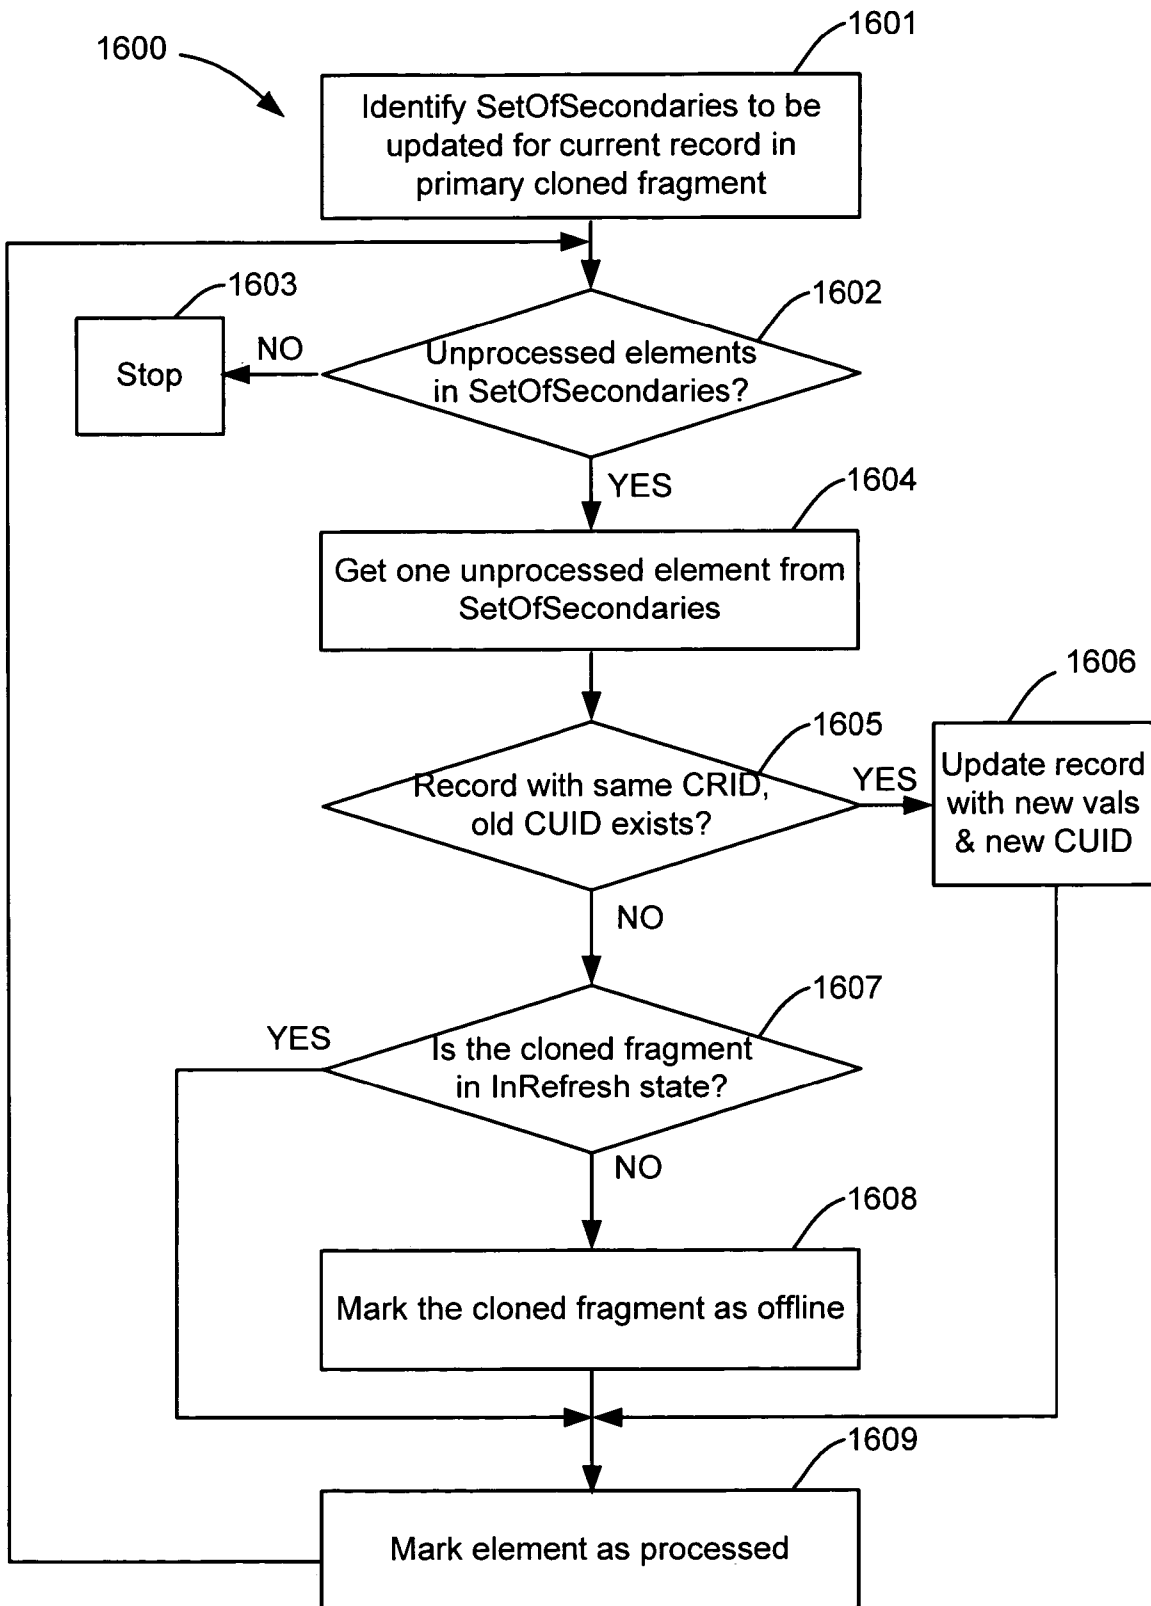 1600
1601
Identify SetOfSecondaries to be
updated for current record in
primary cloned fragment
1603
1602
Stop
NO
Unprocessed elements
in SetOfSecondaries?
YES
1604
Get one unprocessed element from
SetOfSecondaries
1606
1605
Record with same CRID,
old CUID exists?
YES
Update record
with new vals
& new CUID
NO
1607
YES
Is the cloned fragment
in InRefresh state?
NO
1608
Mark the cloned fragment as offline
1609
Mark element as processed